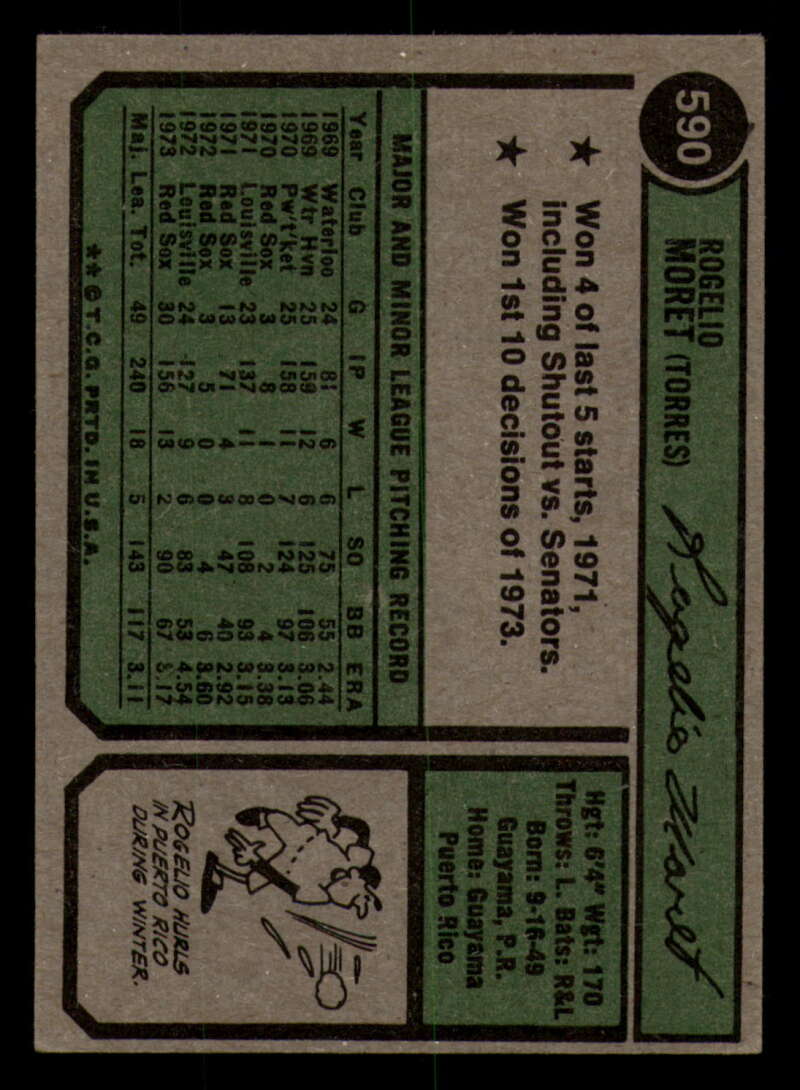 590
ROGELIO
MORET (TORRES)
Rogelio Moret
★ Won 4 of last 5 starts, 1971,
including Shutout vs. Senators.
★ Won 1st 10 decisions of 1973.
Hgt: 6'4" Wgt: 170
Throws: L. Bats: R&L
Born: 9-16-49
Guayama, P.R.
Home: Guayama
Puerto Rico
MAJOR AND MINOR LEAGUE PITCHING RECORD
Year Club G IP W L SO BB ERA
1969 Waterloo 24 81 6 6 75 55 2.44
1969 Wtr Hvn 25 159 12 6 125 106 3.06
1970 Pw't'ket 25 158 11 7 124 97 3.13
1970 Red Sox 3 8 1 0 2 4 3.38
1971 Louisville 23 137 11 8 108 93 3.15
1971 Red Sox 13 71 4 3 47 40 2.92
1972 Red Sox 3 5 0 0 4 6 3.60
1972 Louisville 24 127 9 6 83 53 4.54
1973 Red Sox 30 156 13 2 90 67 3.17
Maj. Lea. Tot. 49 240 18 5 143 117 3.11
**©T.C.G. PRTD. IN U.S.A.
ROGELIO HURLS
IN PUERTO RICO
DURING WINTER.